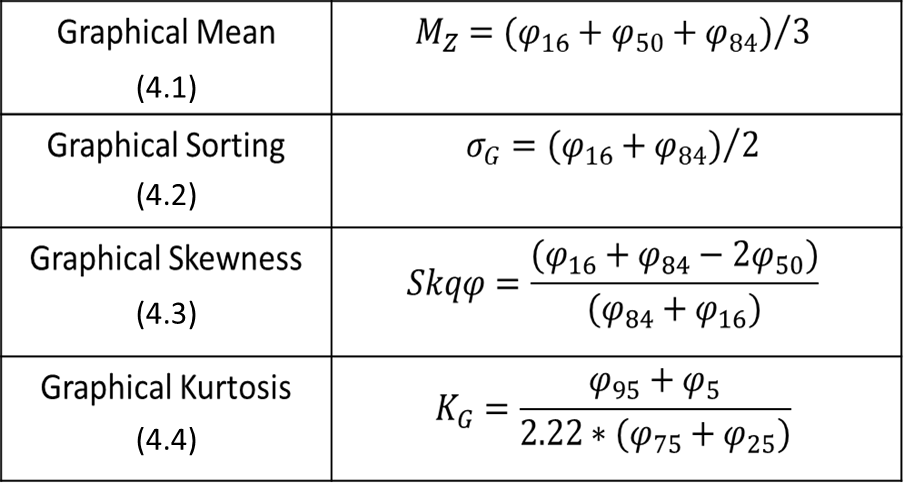 Graphical Mean
(4.1)
M_Z = (φ_16 + φ_50 + φ_84)/3
Graphical Sorting
(4.2)
σ_G = (φ_16 + φ_84)/2
Graphical Skewness
(4.3)
Skqφ = (φ_16 + φ_84 − 2φ_50) / (φ_84 + φ_16)
Graphical Kurtosis
(4.4)
K_G = φ_95 + φ_5 / 2.22 * (φ_75 + φ_25)